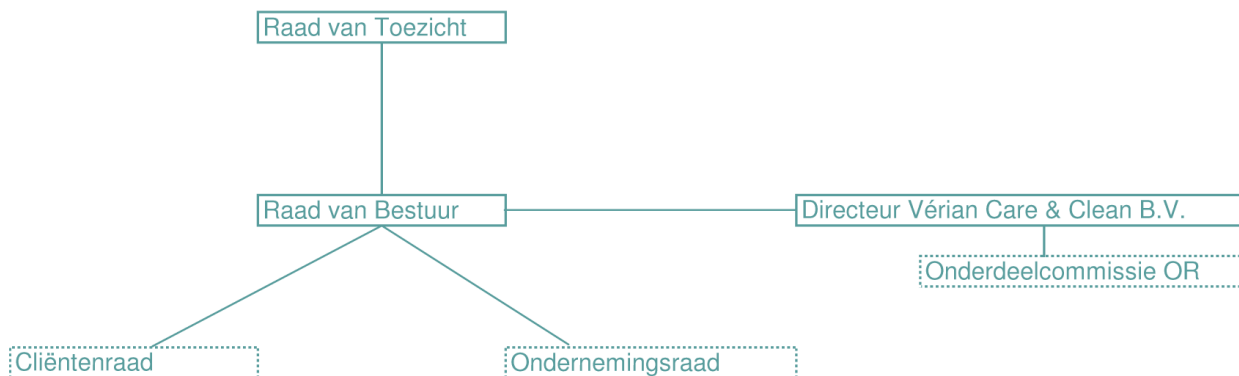 Raad van Toezicht
Raad van Bestuur
Directeur Vérian Care & Clean B.V.
Onderdeelcommissie OR
Cliëntenraad
Ondernemingsraad